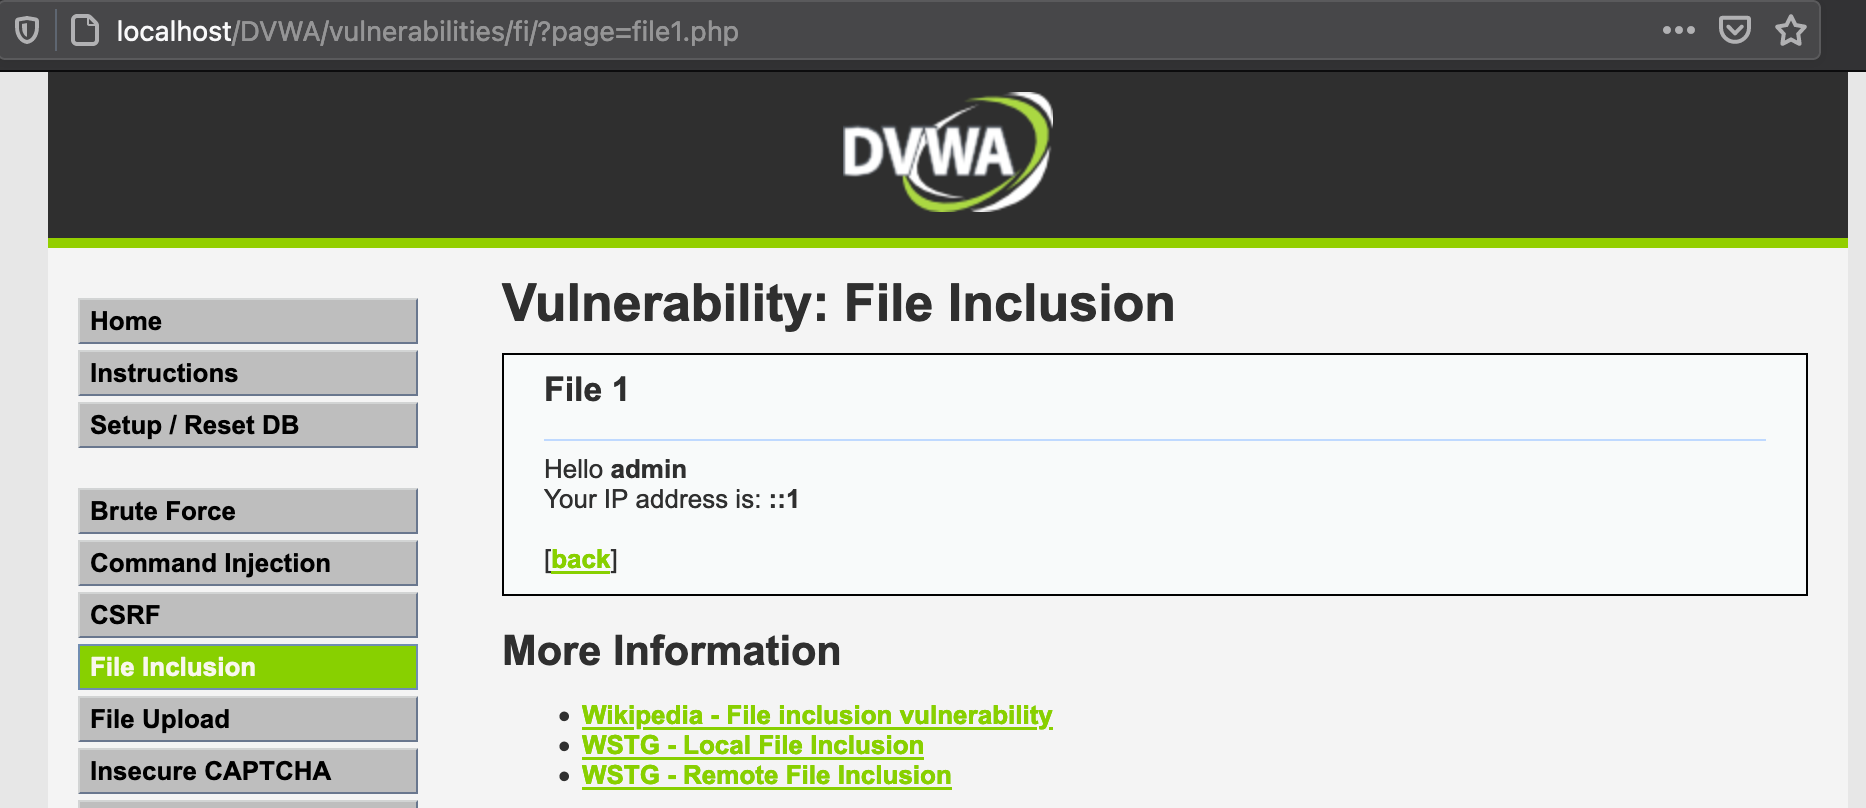 localhost/DVWA/vulnerabilities/fi/?page=file1.php
DVWA
Home
Instructions
Setup / Reset DB
Brute Force
Command Injection
CSRF
File Inclusion
File Upload
Insecure CAPTCHA
Vulnerability: File Inclusion
File 1
Hello admin
Your IP address is: ::1
[back]
More Information
Wikipedia - File inclusion vulnerability
WSTG - Local File Inclusion
WSTG - Remote File Inclusion